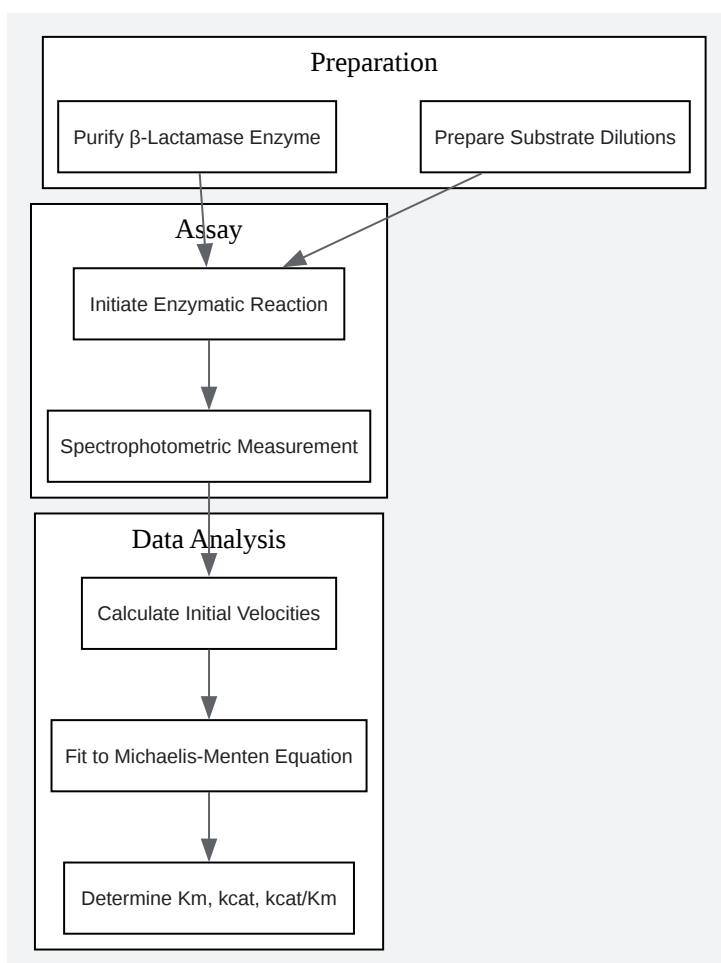 Preparation
Purify β-Lactamase Enzyme
Prepare Substrate Dilutions
Assay
Initiate Enzymatic Reaction
Spectrophotometric Measurement
Data Analysis
Calculate Initial Velocities
Fit to Michaelis-Menten Equation
Determine Km, kcat, kcat/Km